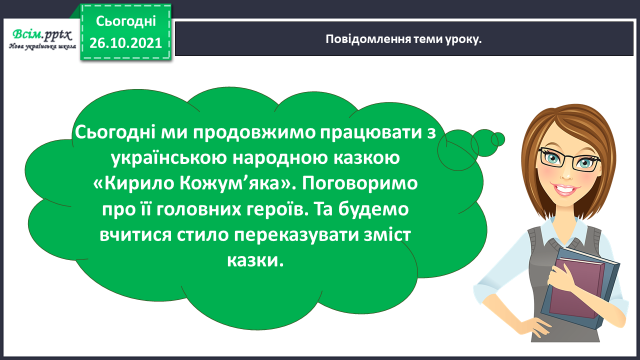 Всім.pptx
Нова українська школа
Сьогодні
26.10.2021
Повідомлення теми уроку.
Сьогодні ми продовжимо працювати з
українською народною казкою
«Кирило Кожум’яка». Поговоримо
про її головних героїв. Та будемо
вчитися стило переказувати зміст
казки.